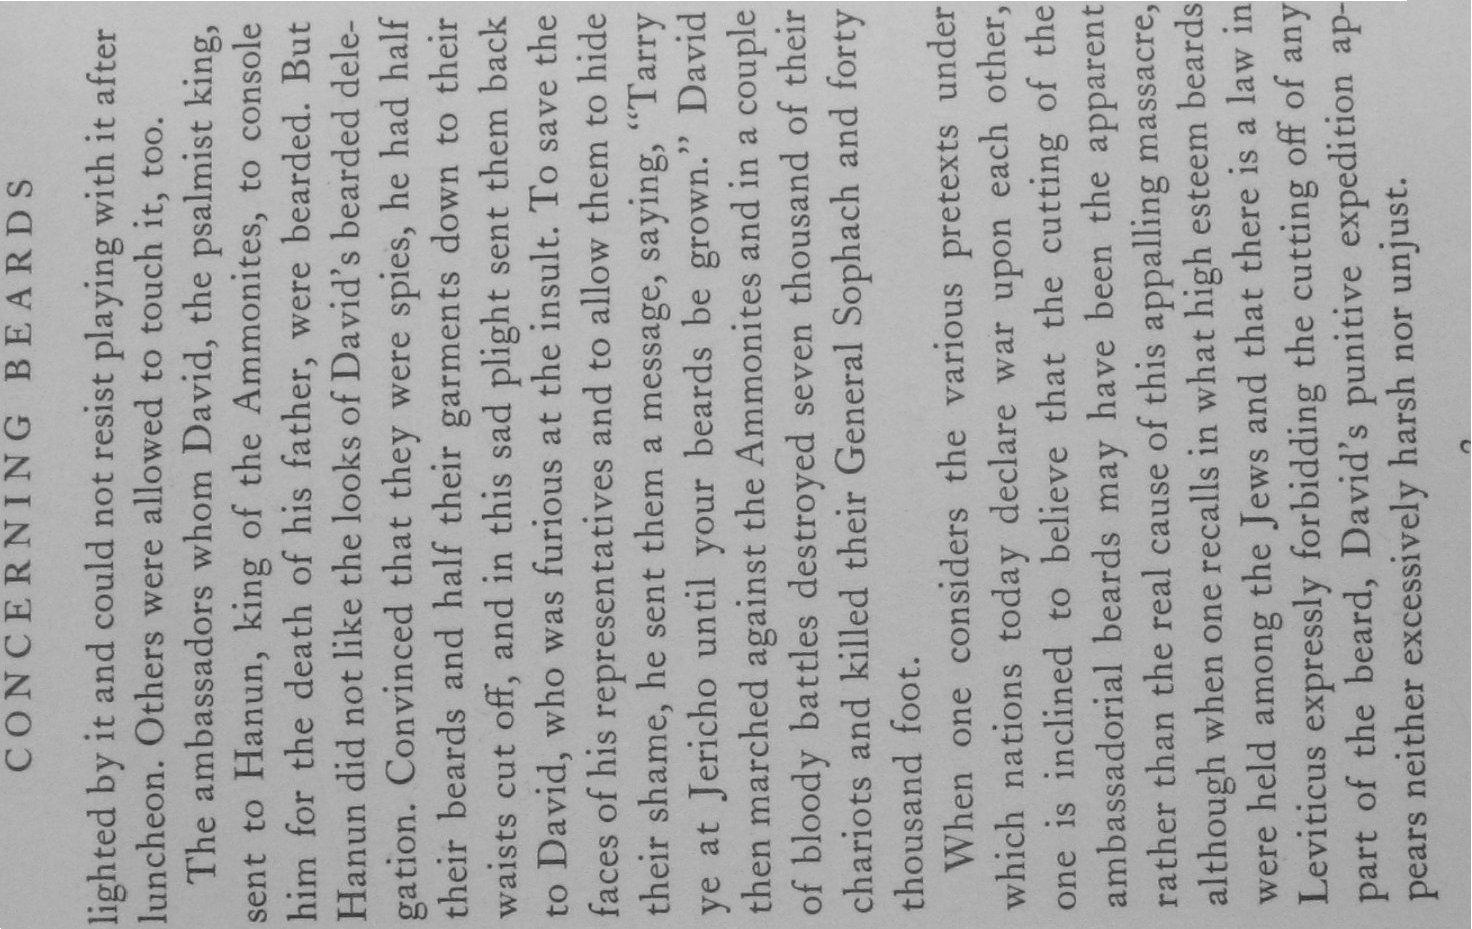 CONCERNING BEARDS
lighted by it and could not resist playing with it after
luncheon. Others were allowed to touch it, too.
The ambassadors whom David, the psalmist king,
sent to Hanun, king of the Ammonites, to console
him for the death of his father, were bearded. But
Hanun did not like the looks of David's bearded dele-
gation. Convinced that they were spies, he had half
their beards and half their garments down to their
waists cut off, and in this sad plight sent them back
to David, who was furious at the insult. To save the
faces of his representatives and to allow them to hide
their shame, he sent them a message, saying, "Tarry
ye at Jericho until your beards be grown." David
then marched against the Ammonites and in a couple
of bloody battles destroyed seven thousand of their
chariots and killed their General Sophach and forty
thousand foot.
When one considers the various pretexts under
which nations today declare war upon each other,
one is inclined to believe that the cutting of the
ambassadorial beards may have been the apparent
rather than the real cause of this appalling massacre,
although when one recalls in what high esteem beards
were held among the Jews and that there is a law in
Leviticus expressly forbidding the cutting off of any
part of the beard, David's punitive expedition ap-
pears neither excessively harsh nor unjust.